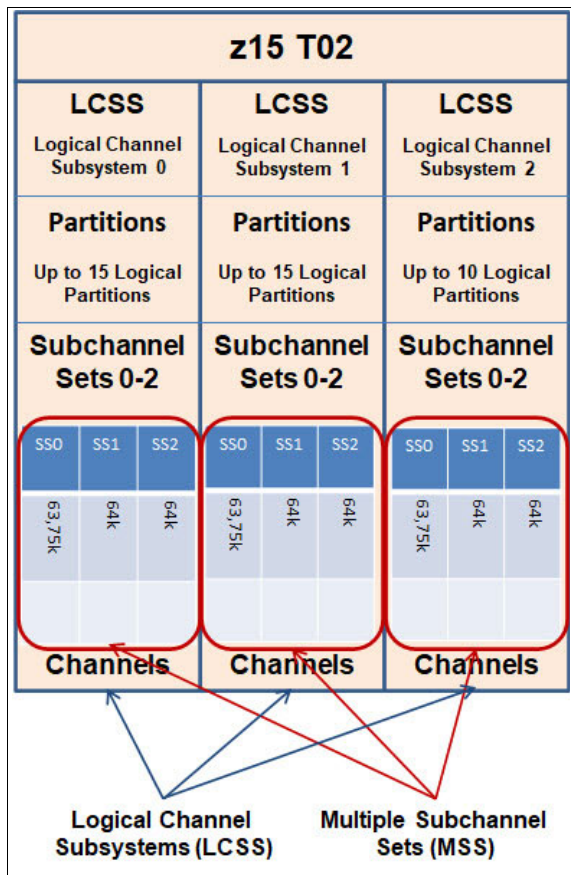 z15 T02
LCSS
Logical Channel
Subsystem 0
LCSS
Logical Channel
Subsystem 1
LCSS
Logical Channel
Subsystem 2
Partitions
Up to 15 Logical
Partitions
Partitions
Up to 15 Logical
Partitions
Partitions
Up to 10 Logical
Partitions
Subchannel
Sets 0-2
Subchannel
Sets 0-2
Subchannel
Sets 0-2
SS0 SS1 SS2
SS0 SS1 SS2
SS0 SS1 SS2
63,75k 64k 64k
63,75k 64k 64k
63,75k 64k 64k
Channels
Channels
Channels
Logical Channel
Subsystems (LCSS)
Multiple Subchannel
Sets (MSS)